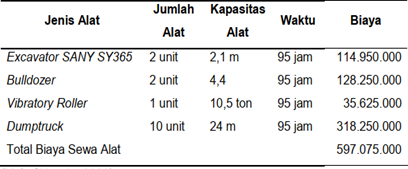 Jenis Alat Jumlah Alat Kapasitas Alat Waktu Biaya
Excavator SANY SY365 2 unit 2,1 m 95 jam 114.950.000
Bulldozer 2 unit 4,4 95 jam 128.250.000
Vibratory Roller 1 unit 10,5 ton 95 jam 35.625.000
Dumptruck 10 unit 24 m 95 jam 318.250.000
Total Biaya Sewa Alat 597.075.000